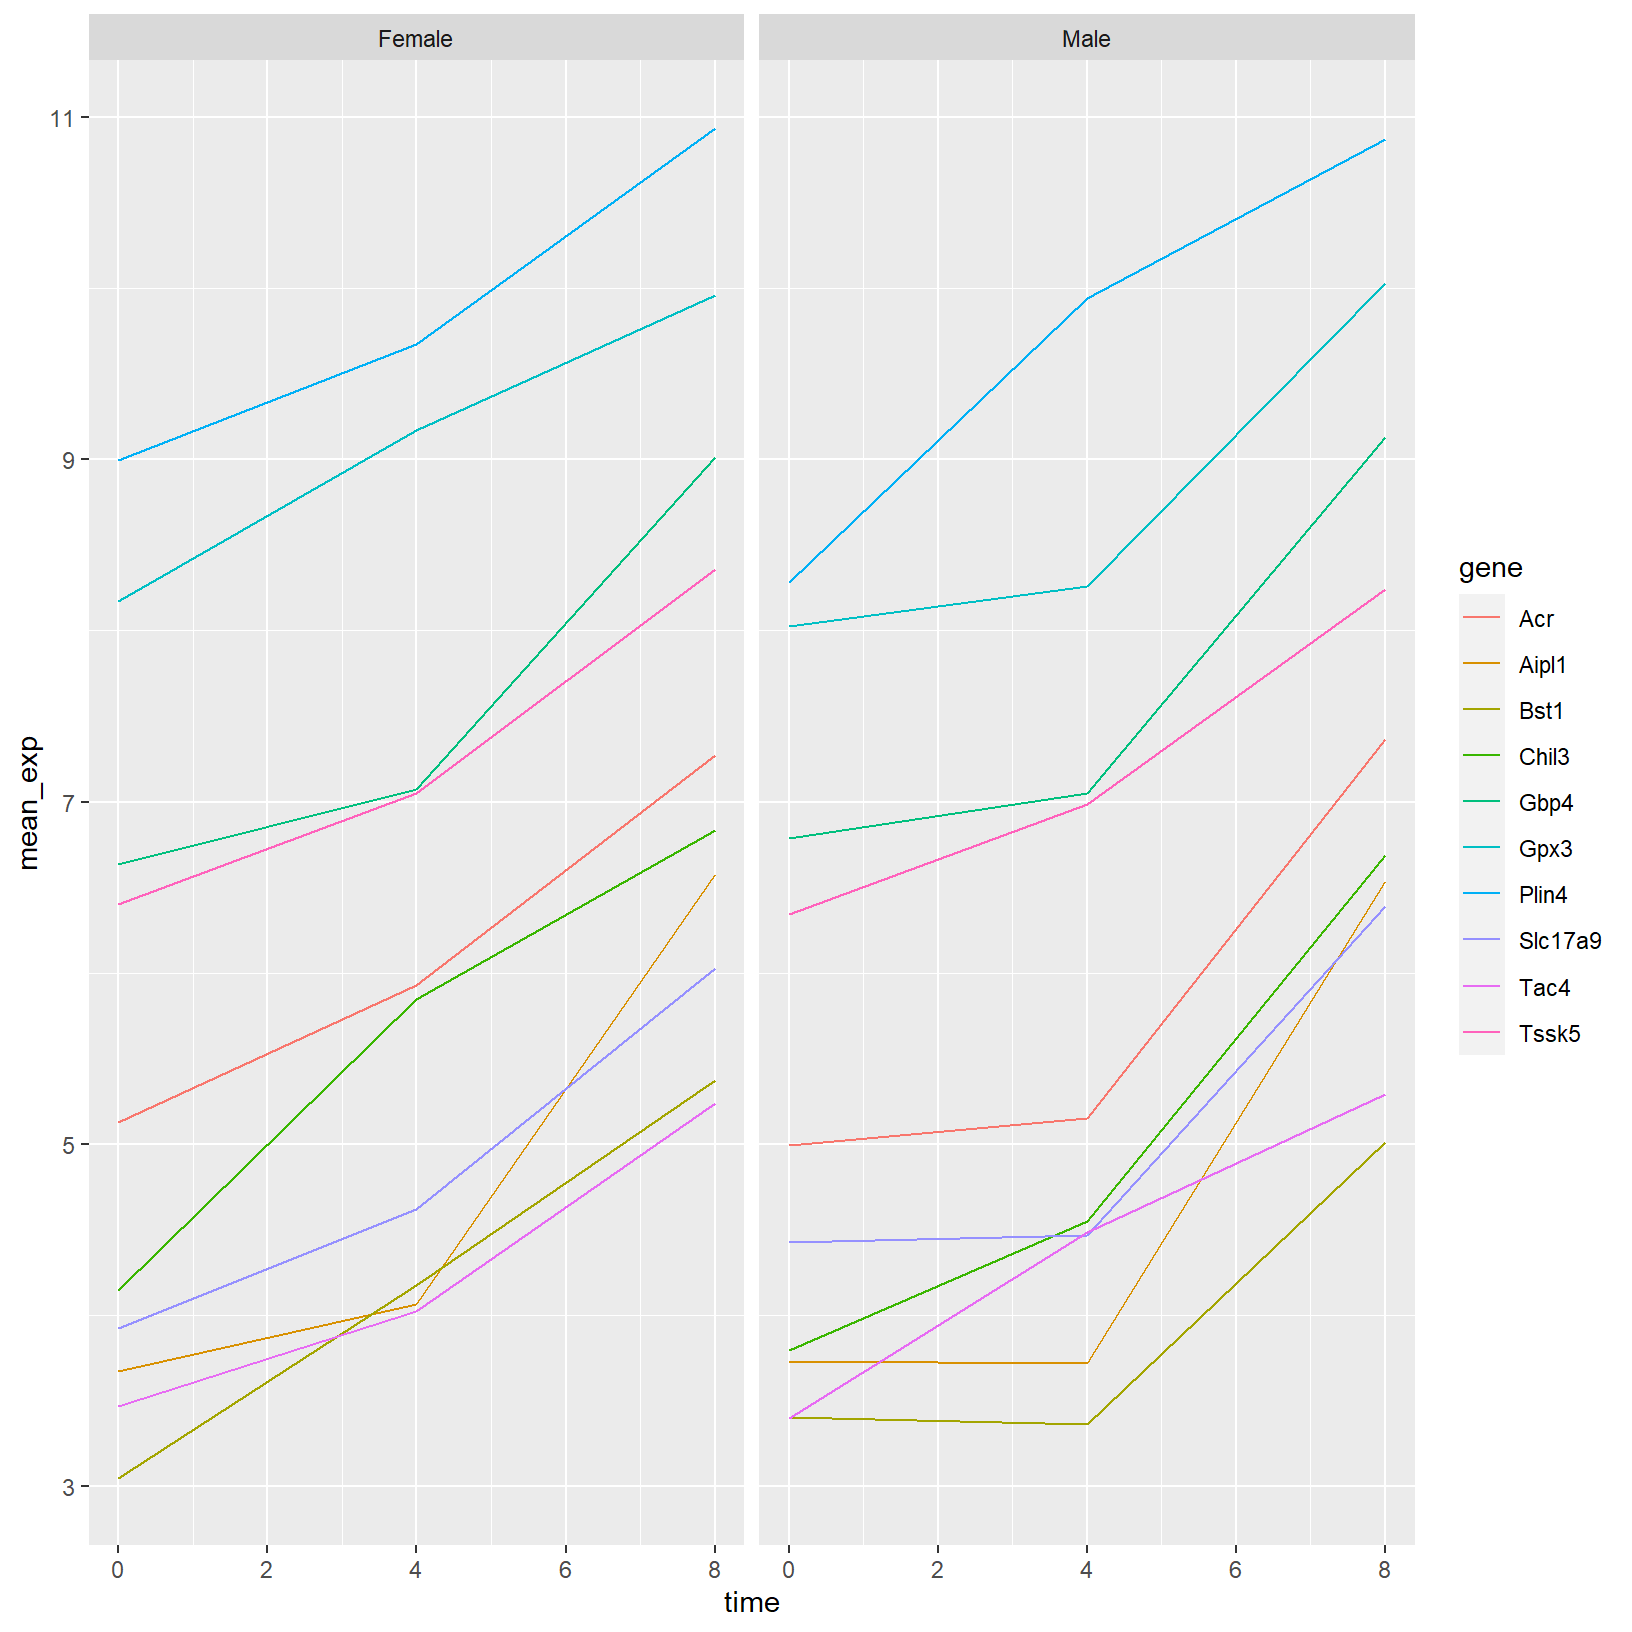 Female
Male
11
9
7
5
3
mean_exp
0 2 4 6 8
0 2 4 6 8
time
gene
Acr
Aipl1
Bst1
Chil3
Gbp4
Gpx3
Plin4
Slc17a9
Tac4
Tssk5